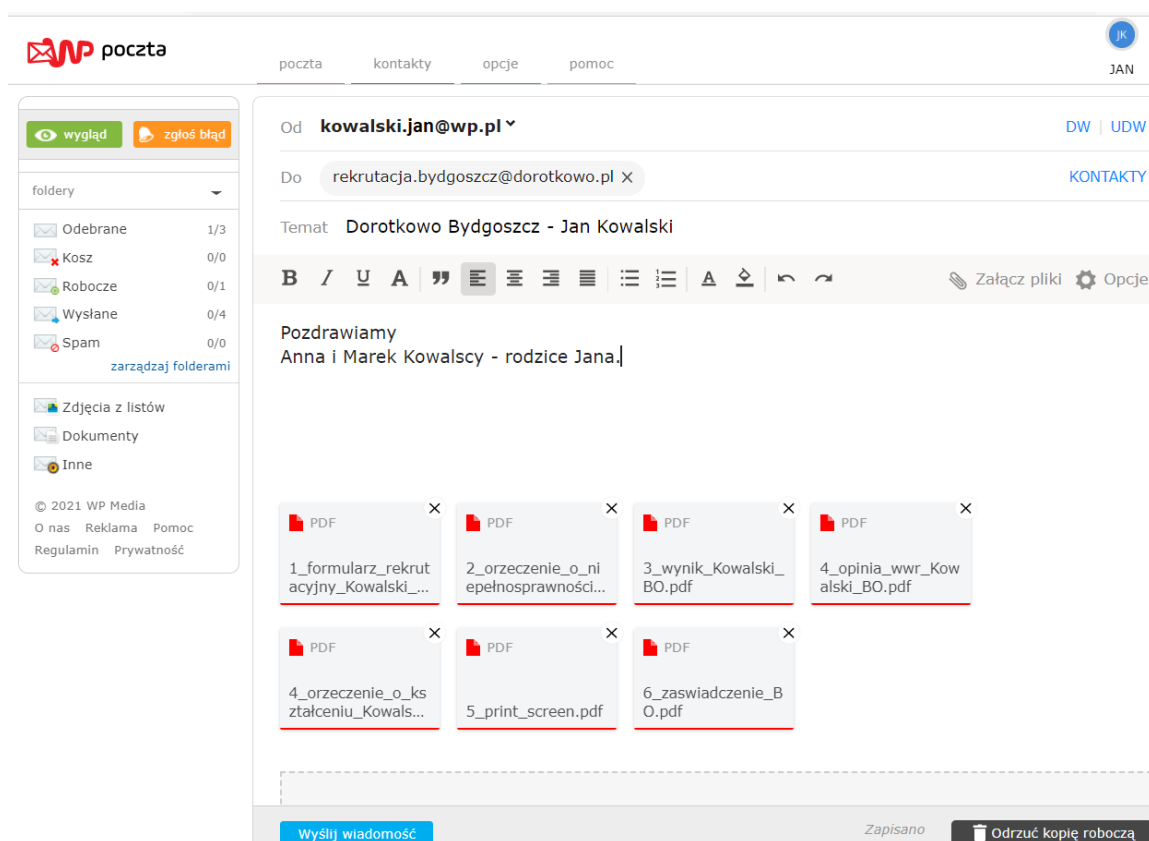 WP poczta
poczta kontakty opcje pomoc
JK
JAN
wygląd zgłoś błąd
foldery
Odebrane 1/3
Kosz 0/0
Robocze 0/1
Wysłane 0/4
Spam 0/0
zarządzaj folderami
Zdjęcia z listów
Dokumenty
Inne
© 2021 WP Media
O nas Reklama Pomoc
Regulamin Prywatność
Od kowalski.jan@wp.pl DW | UDW
Do rekrutacja.bydgoszcz@dorotkowo.pl × KONTAKTY
Temat Dorotkowo Bydgoszcz - Jan Kowalski
B I U A Załącz pliki Opcje
Pozdrawiamy
Anna i Marek Kowalscy - rodzice Jana.
PDF
1_formularz_rekrut
acyjny_Kowalski_...
PDF
2_orzeczenie_o_ni
epełnosprawności...
PDF
3_wynik_Kowalski_
BO.pdf
PDF
4_opinia_wwr_Kow
alski_BO.pdf
PDF
4_orzeczenie_o_ks
ztałceniu_Kowals...
PDF
5_print_screen.pdf
PDF
6_zaswiadczenie_B
O.pdf
Wyślij wiadomość Zapisano Odrzuć kopię roboczą